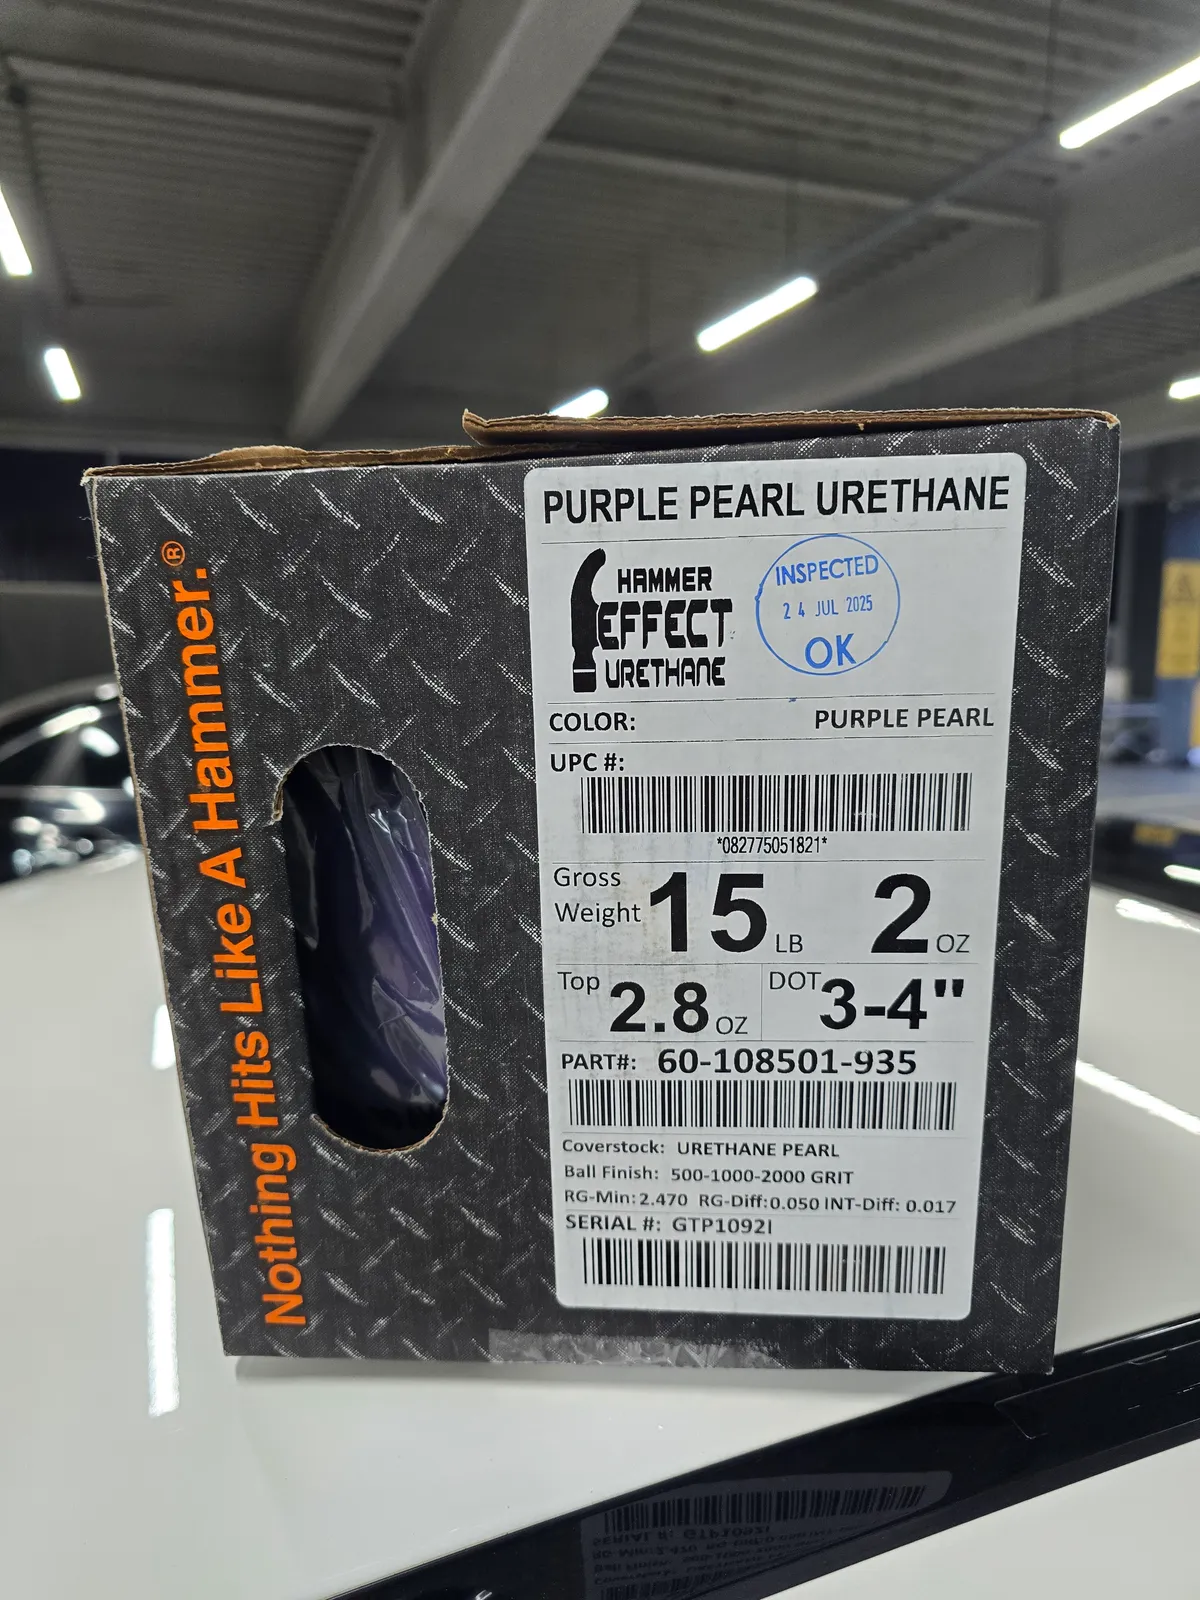 Nothing Hits Like A Hammer.®
PURPLE PEARL URETHANE
HAMMER
EFFECT
URETHANE
INSPECTED
24 JUL 2025
OK
COLOR: PURPLE PEARL
UPC #:
*082775051821*
Gross Weight 15 LB 2 OZ
Top 2.8 OZ DOT 3-4"
PART#: 60-108501-935
Coverstock: URETHANE PEARL
Ball Finish: 500-1000-2000 GRIT
RG-Min:2.470 RG-Diff:0.050 INT-Diff: 0.017
SERIAL #: GTP1092I